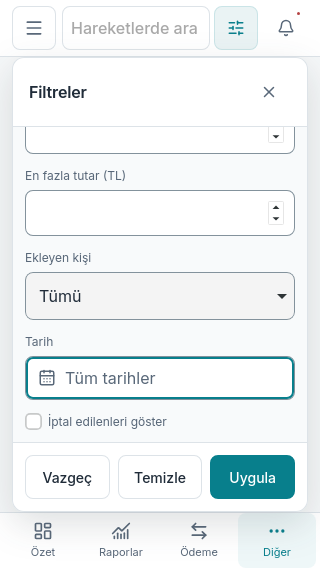 Hareketlerde ara
Filtreler
En fazla tutar (TL)
Ekleyen kişi
Tümü
Tarih
Tüm tarihler
İptal edilenleri göster
Vazgeç
Temizle
Uygula
Özet
Raporlar
Ödeme
Diğer